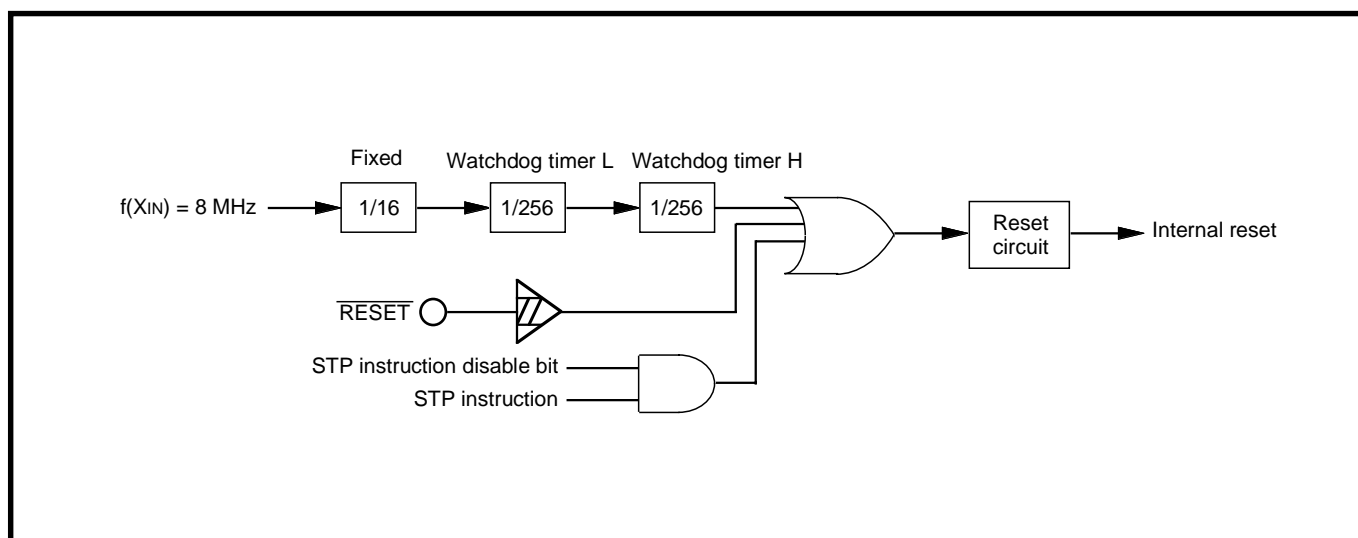 Fixed
Watchdog timer L
Watchdog timer H
f(XIN) = 8 MHz
1/16
1/256
1/256
Reset
circuit
Internal reset
RESET
STP instruction disable bit
STP instruction